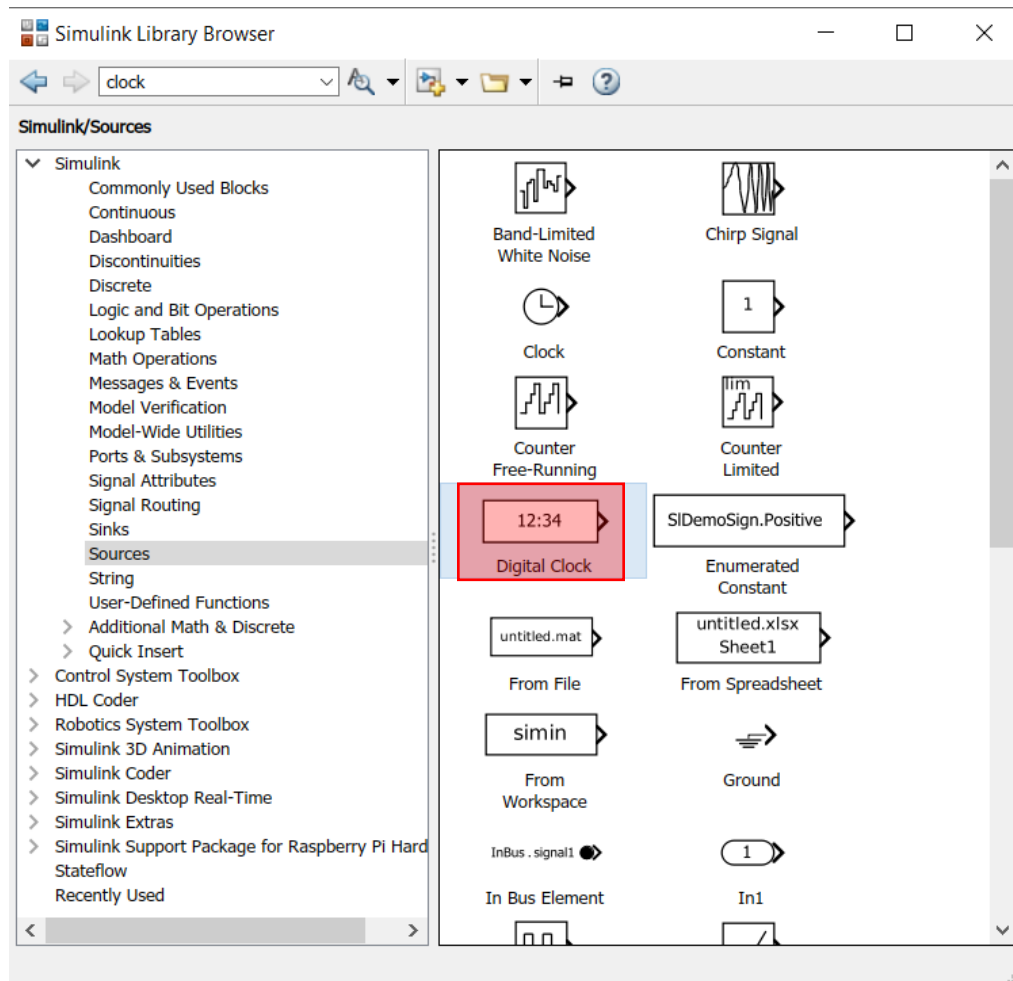 Simulink Library Browser
clock
Simulink/Sources
Simulink
Commonly Used Blocks
Continuous
Dashboard
Discontinuities
Discrete
Logic and Bit Operations
Lookup Tables
Math Operations
Messages & Events
Model Verification
Model-Wide Utilities
Ports & Subsystems
Signal Attributes
Signal Routing
Sinks
Sources
String
User-Defined Functions
Additional Math & Discrete
Quick Insert
Control System Toolbox
HDL Coder
Robotics System Toolbox
Simulink 3D Animation
Simulink Coder
Simulink Desktop Real-Time
Simulink Extras
Simulink Support Package for Raspberry Pi Hard
Stateflow
Recently Used
Band-Limited
White Noise
Chirp Signal
Clock
1
Constant
Counter
Free-Running
lim
Counter
Limited
12:34
Digital Clock
SlDemoSign.Positive
Enumerated
Constant
untitled.mat
From File
untitled.xlsx
Sheet1
From Spreadsheet
simin
From
Workspace
Ground
InBus.signal1
In Bus Element
1
In1